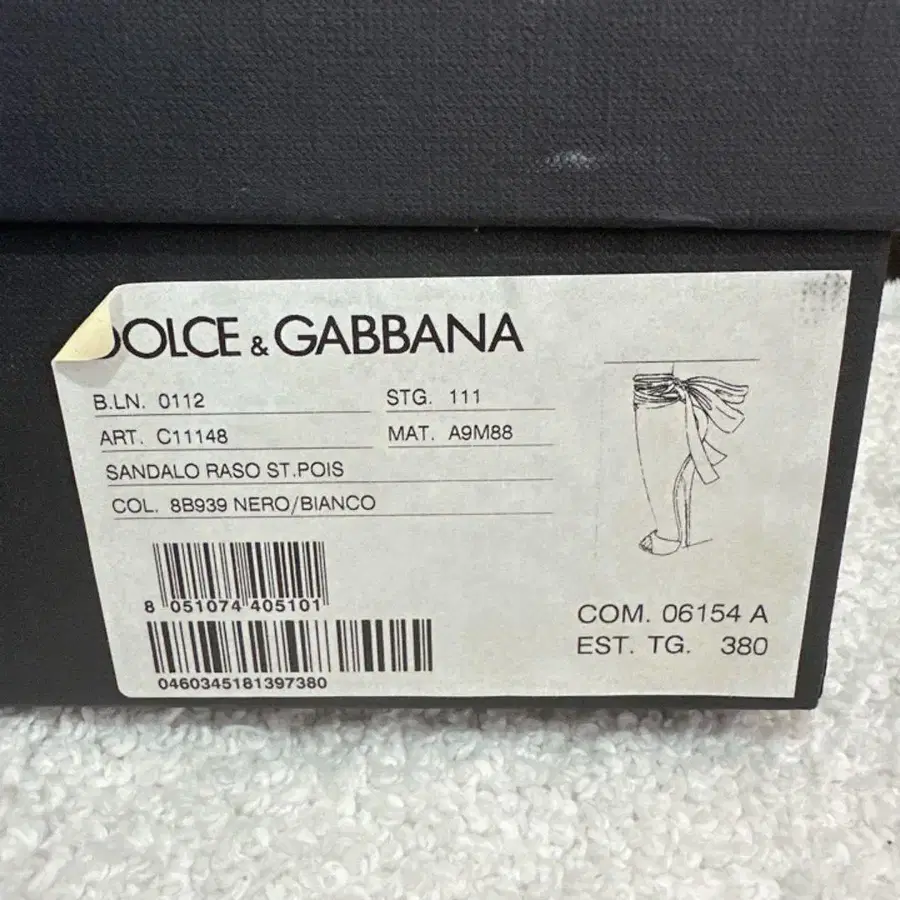 DOLCE & GABBANA
B.LN. 0112 STG. 111
ART. C11148 MAT. A9M88
SANDALO RASO ST.POIS
COL. 8B939 NERO/BIANCO
8 051074 405101
0460345181397380
COM. 06154 A
EST. TG. 380